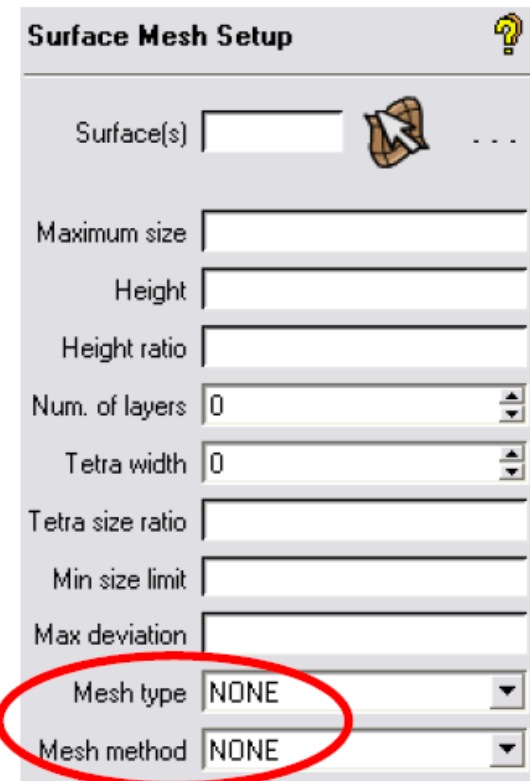 Surface Mesh Setup
Surface(s) ...
Maximum size
Height
Height ratio
Num. of layers 0
Tetra width 0
Tetra size ratio
Min size limit
Max deviation
Mesh type NONE
Mesh method NONE